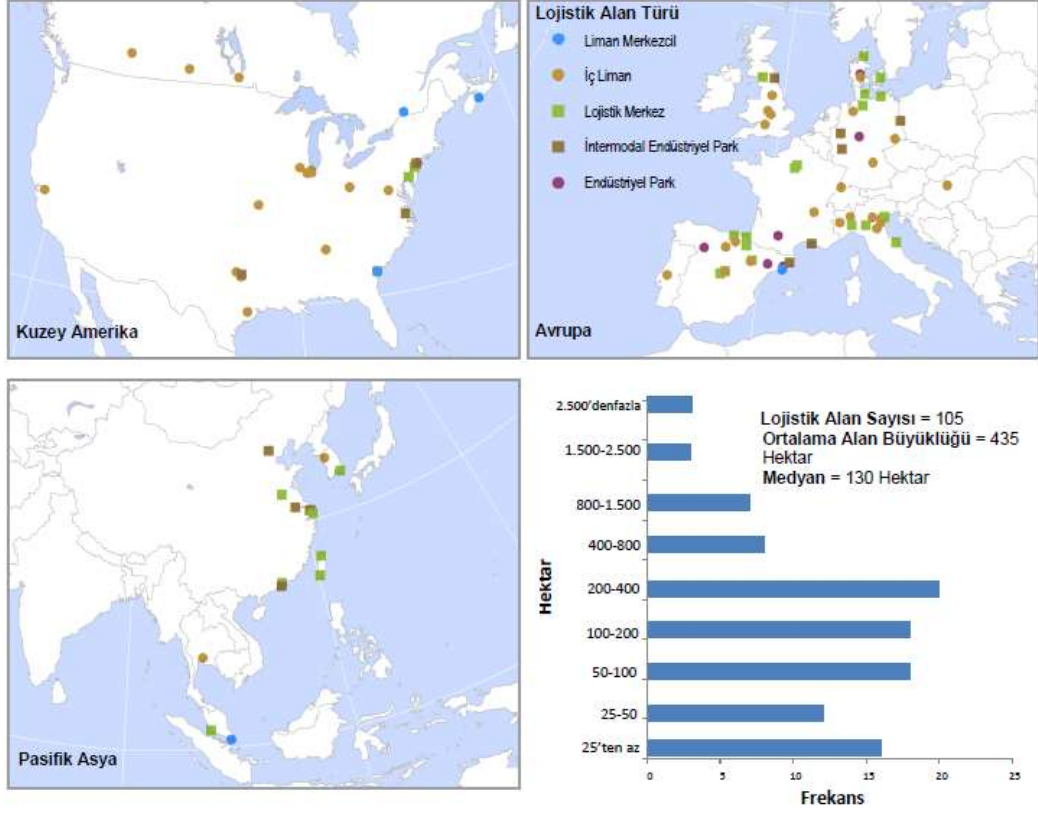 Kuzey Amerika
Lojistik Alan Türü
Liman Merkezcil
İç Liman
Lojistik Merkez
İntermodal Endüstriyel Park
Endüstriyel Park
Avrupa
Pasifik Asya
Lojistik Alan Sayısı = 105
Ortalama Alan Büyüklüğü = 435
Hektar
Medyan = 130 Hektar
Hektar
2.500'denfazla
1.500-2.500
800-1.500
400-800
200-400
100-200
50-100
25-50
25'ten az
0 5 10 15 20 25
Frekans